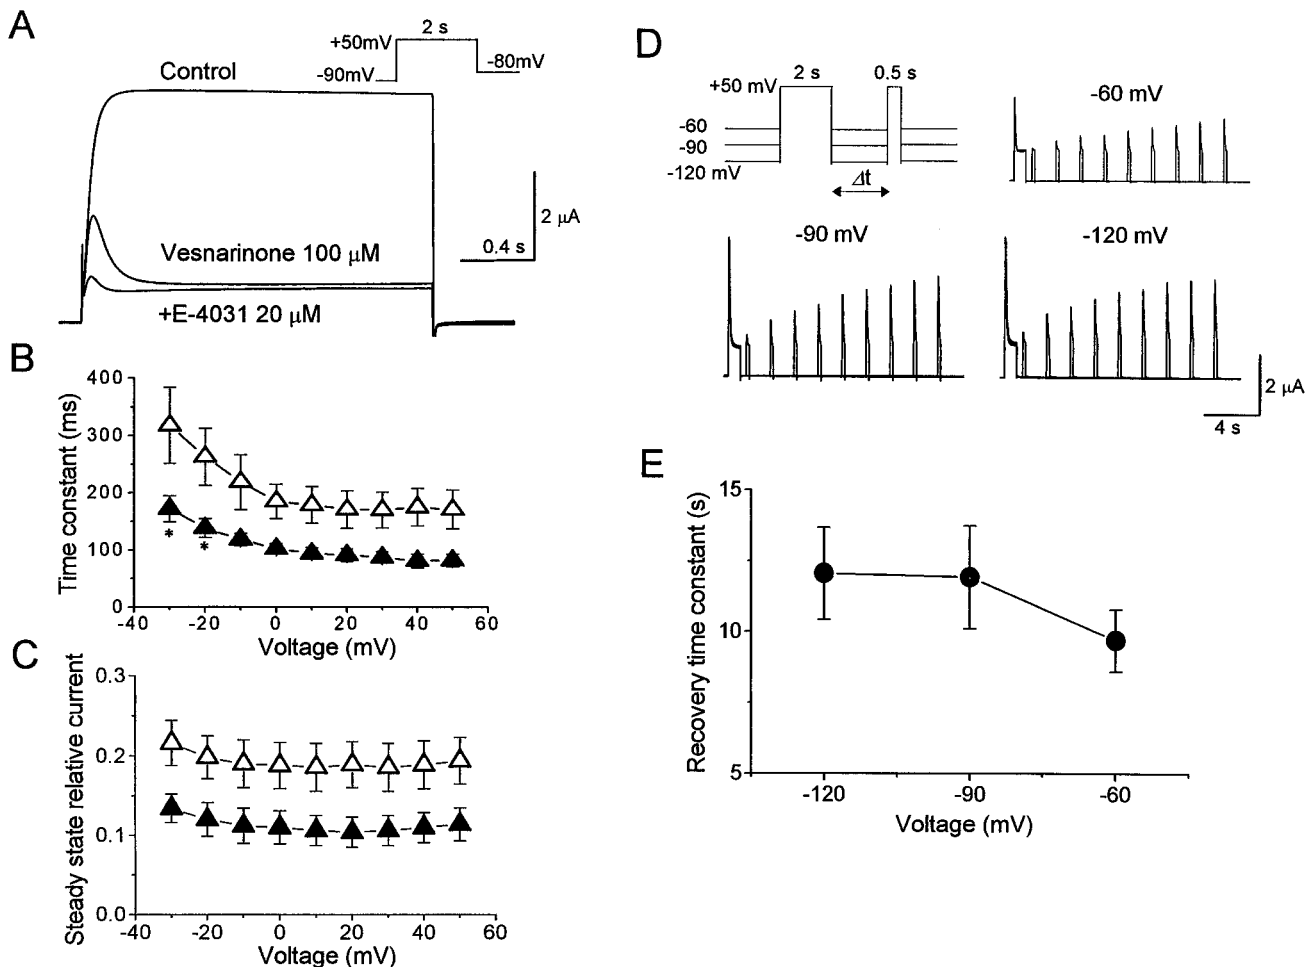 A
+50mV
2 s
-90mV
-80mV
Control
2 µA
0.4 s
Vesnarinone 100 µM
+E-4031 20 µM
B
Time constant (ms)
400
300
200
100
0
* *
-40 -20 0 20 40 60
Voltage (mV)
C
Steady state relative current
0.3
0.2
0.1
0.0
-40 -20 0 20 40 60
Voltage (mV)
D
+50 mV
2 s
0.5 s
-60
-90
-120 mV
Δt
-60 mV
-90 mV
-120 mV
2 µA
4 s
E
Recovery time constant (s)
15
10
5
-120 -90 -60
Voltage (mV)